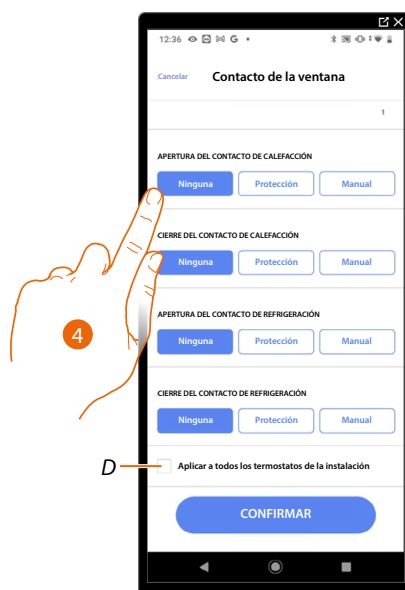 12:36
Cancelar Contacto de la ventana
1
APERTURA DEL CONTACTO DE CALEFACCIÓN
Ninguna Protección Manual
CIERRE DEL CONTACTO DE CALEFACCIÓN
Ninguna Protección Manual
APERTURA DEL CONTACTO DE REFRIGERACIÓN
Ninguna Protección Manual
CIERRE DEL CONTACTO DE REFRIGERACIÓN
Ninguna Protección Manual
Aplicar a todos los termostatos de la instalación
CONFIRMAR
4
D